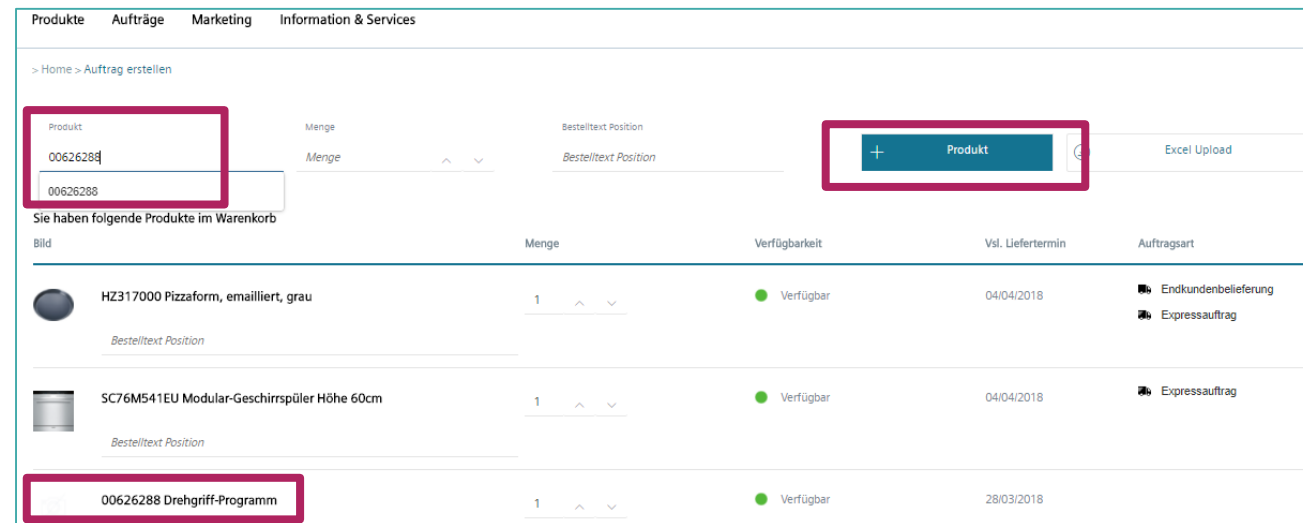 Produkte Aufträge Marketing Information & Services
> Home > Auftrag erstellen
Produkt Menge Bestelltext Position
00626288 Menge Bestelltext Position + Produkt Excel Upload
00626288
Sie haben folgende Produkte im Warenkorb
Bild Menge Verfügbarkeit Vsl. Liefertermin Auftragsart
HZ317000 Pizzaform, emailliert, grau 1 Verfügbar 04/04/2018 Endkundenbelieferung
Expressauftrag
Bestelltext Position
SC76M541EU Modular-Geschirrspüler Höhe 60cm 1 Verfügbar 04/04/2018 Expressauftrag
Bestelltext Position
00626288 Drehgriff-Programm 1 Verfügbar 28/03/2018